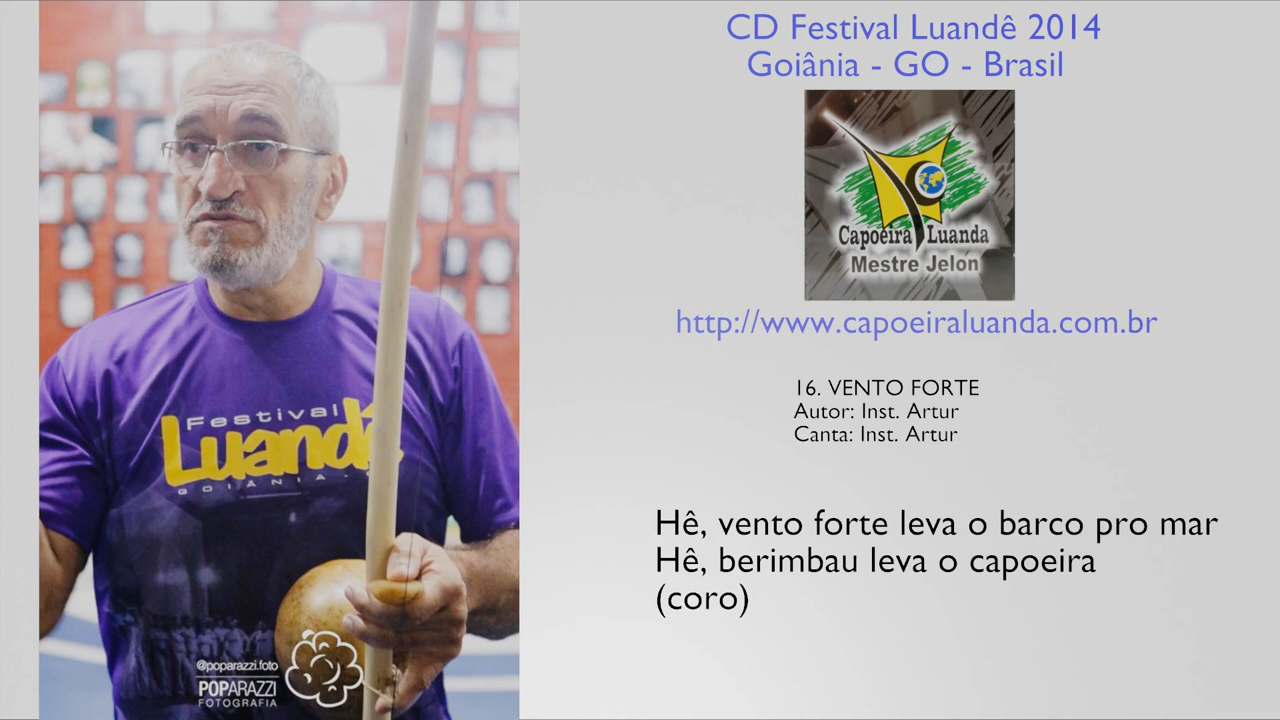 CD Festival Luandê 2014
Goiânia - GO - Brasil
Capoeira Luanda
Mestre Jelon
http://www.capoeiraluanda.com.br
16. VENTO FORTE
Autor: Inst. Artur
Canta: Inst. Artur
Hê, vento forte leva o barco pro mar
Hê, berimbau leva o capoeira
(coro)
Festival
GOIÂNIA -
@poparazzi.foto
POPARAZZI
FOTOGRAFIA